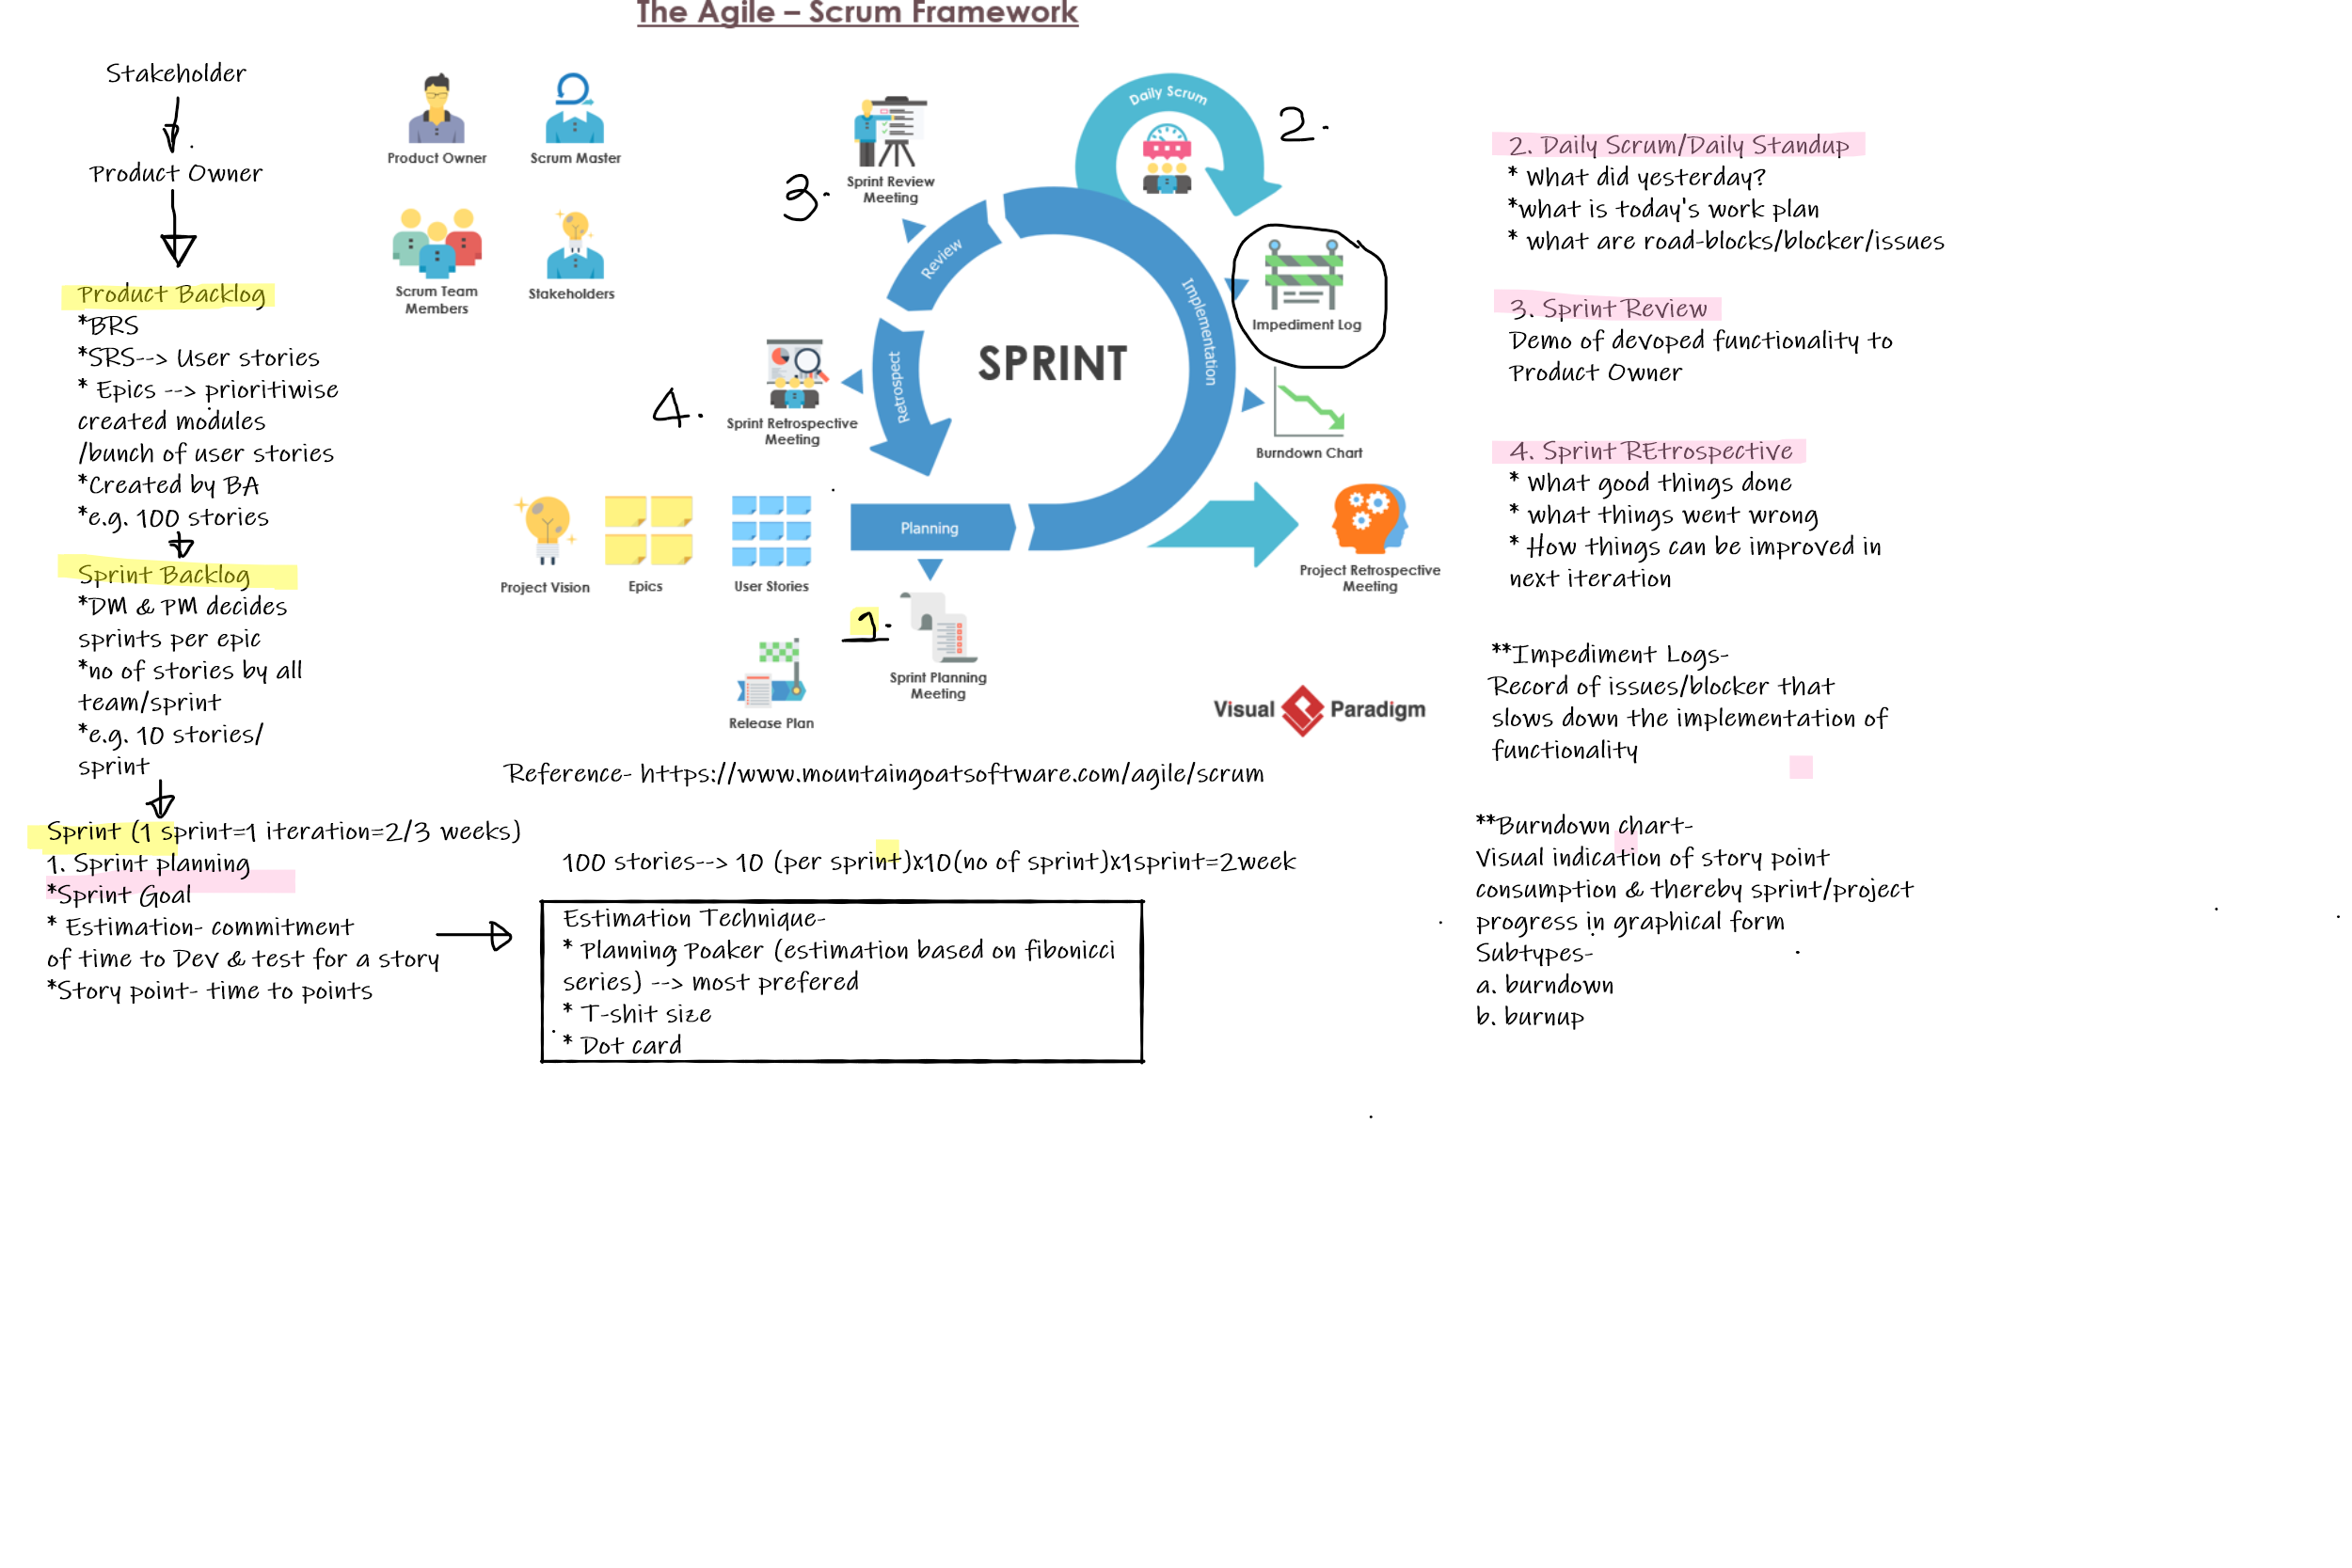 The Agile – Scrum Framework
Stakeholder
Product Owner
Product Backlog
*BRS
*SRS--> User stories
* Epics --> prioritiwise
created modules
/bunch of user stories
*Created by BA
*e.g. 100 stories
Sprint Backlog
*DM & PM decides
sprints per epic
*no of stories by all
team/sprint
*e.g. 10 stories/
sprint
Sprint (1 sprint=1 iteration=2/3 weeks)
1. Sprint planning
*Sprint Goal
* Estimation- commitment
of time to Dev & test for a story
*Story point- time to points
Product Owner
Scrum Master
Scrum Team
Members
Stakeholders
3.
Sprint Review
Meeting
Daily Scrum
2.
Review
Implementation
Retrospect
SPRINT
Impediment Log
4.
Sprint Retrospective
Meeting
Burndown Chart
Project Vision
Epics
User Stories
Planning
Project Retrospective
Meeting
1.
Sprint Planning
Meeting
Release Plan
Visual Paradigm
Reference- https://www.mountaingoatsoftware.com/agile/scrum
100 stories--> 10 (per sprint)x10(no of sprint)x1sprint=2week
Estimation Technique-
* Planning Poaker (estimation based on fibonicci
series) --> most prefered
* T-shit size
* Dot card
2. Daily Scrum/Daily Standup
* What did yesterday?
*what is today's work plan
* what are road-blocks/blocker/issues
3. Sprint Review
Demo of devoped functionality to
Product Owner
4. Sprint REtrospective
* What good things done
* what things went wrong
* How things can be improved in
next iteration
**Impediment Logs-
Record of issues/blocker that
slows down the implementation of
functionality
**Burndown chart-
Visual indication of story point
consumption & thereby sprint/project
progress in graphical form
Subtypes-
a. burndown
b. burnup